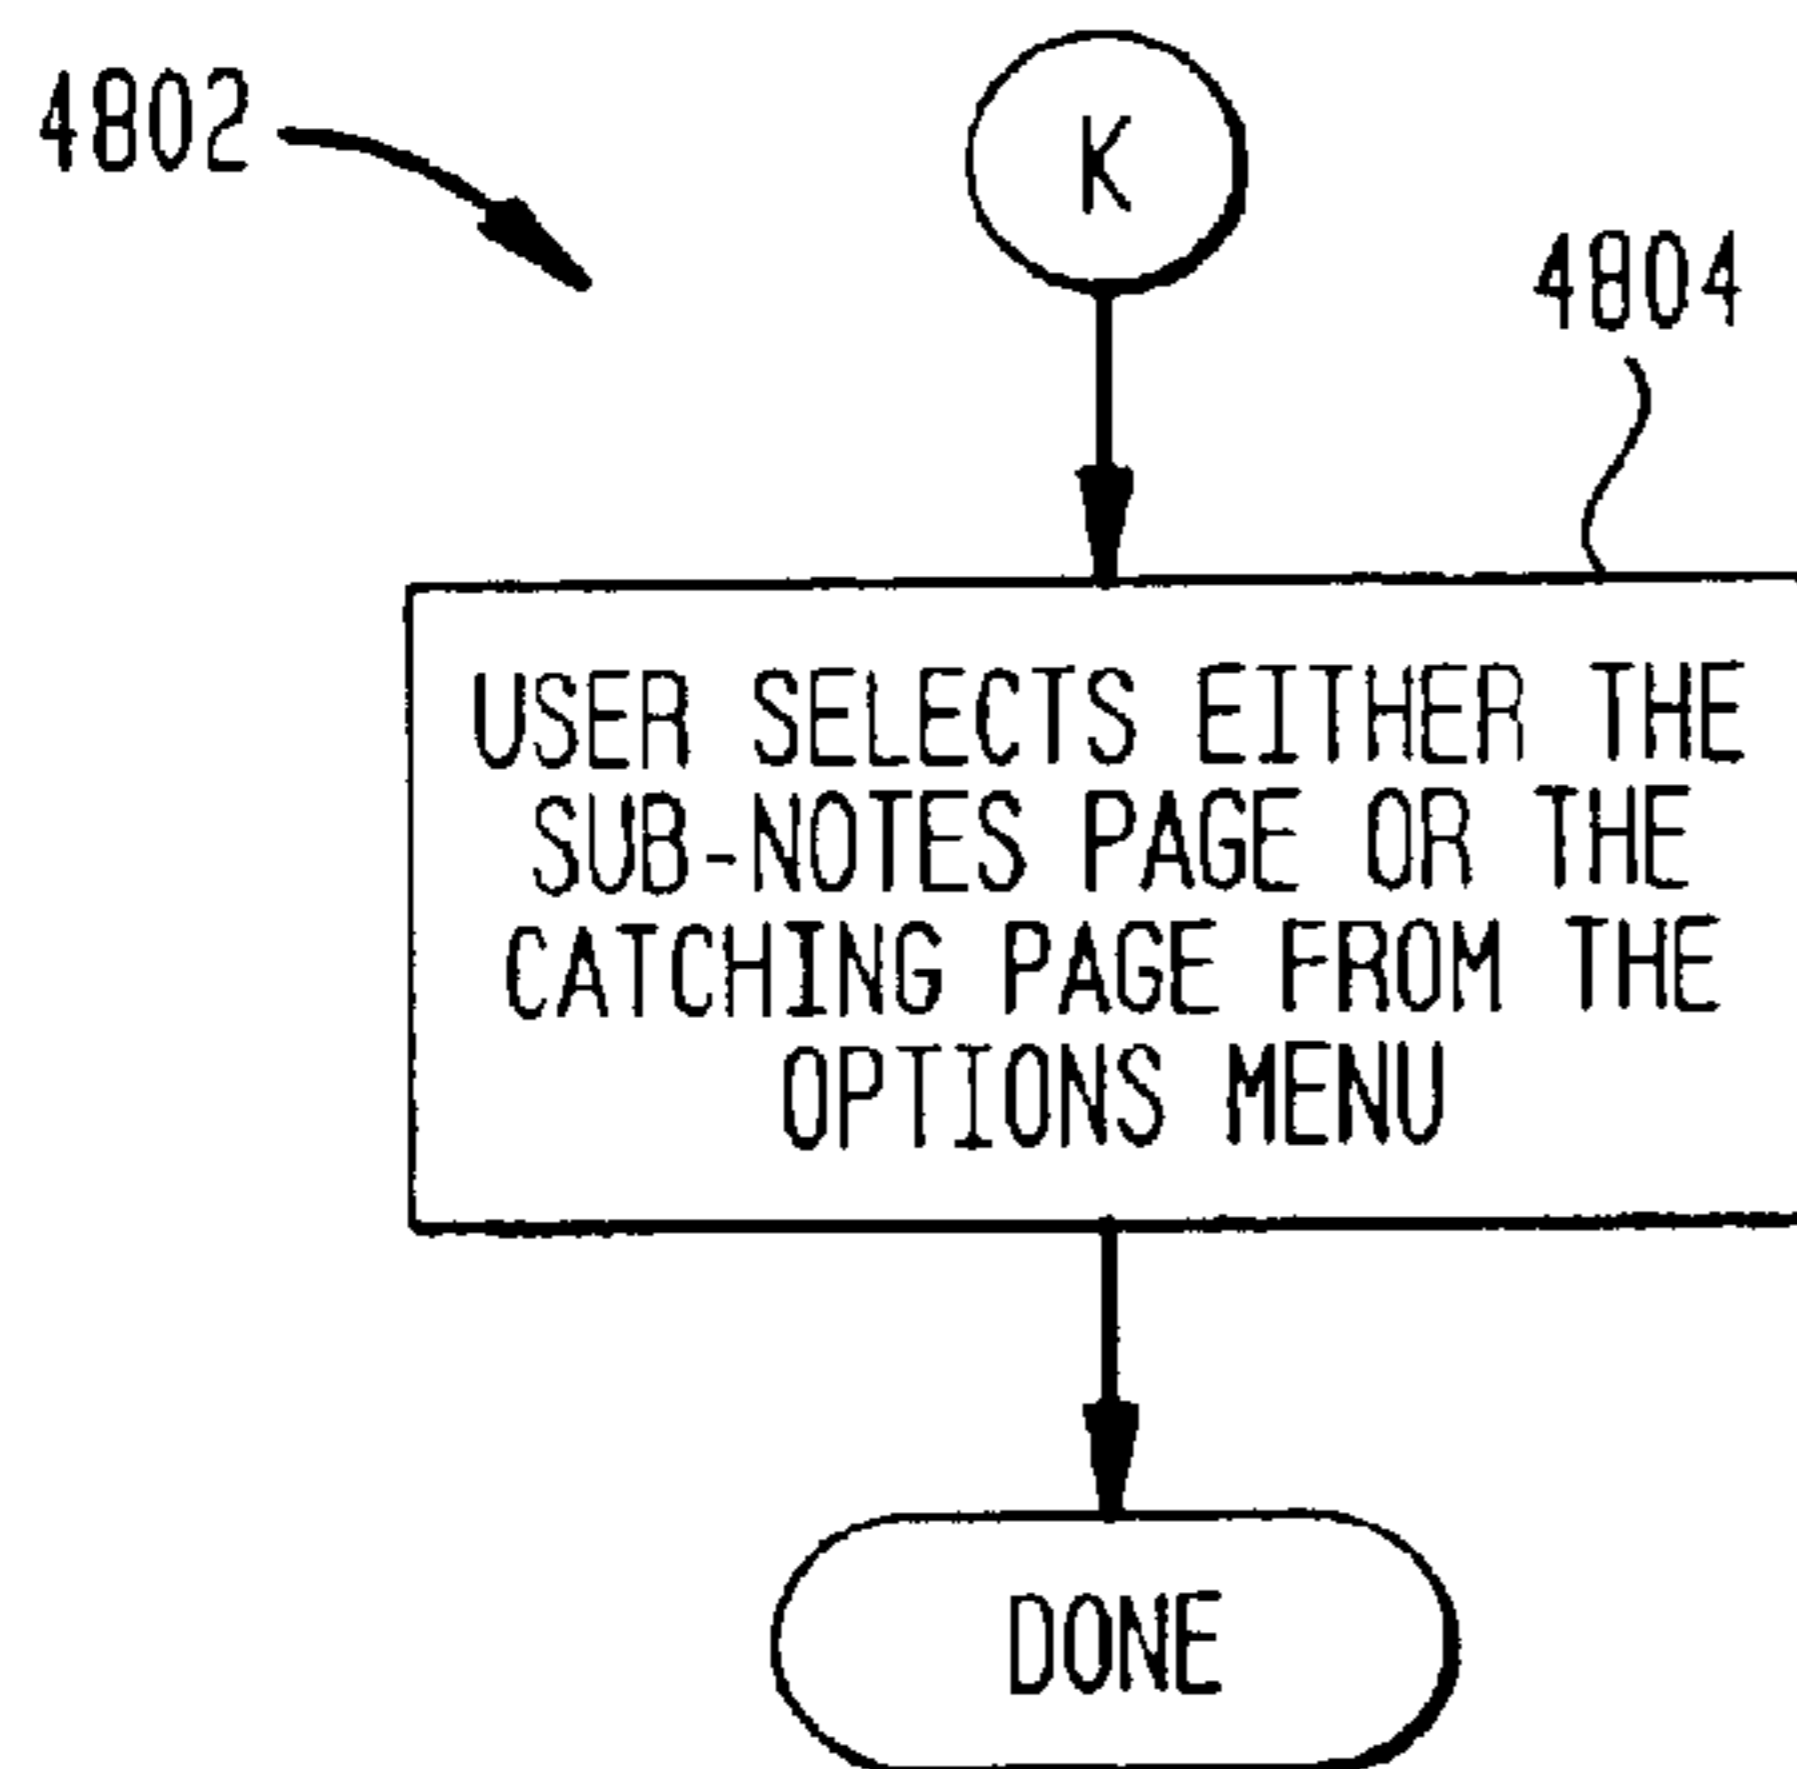 4802
K
4804
USER SELECTS EITHER THE
SUB-NOTES PAGE OR THE
CATCHING PAGE FROM THE
OPTIONS MENU
DONE